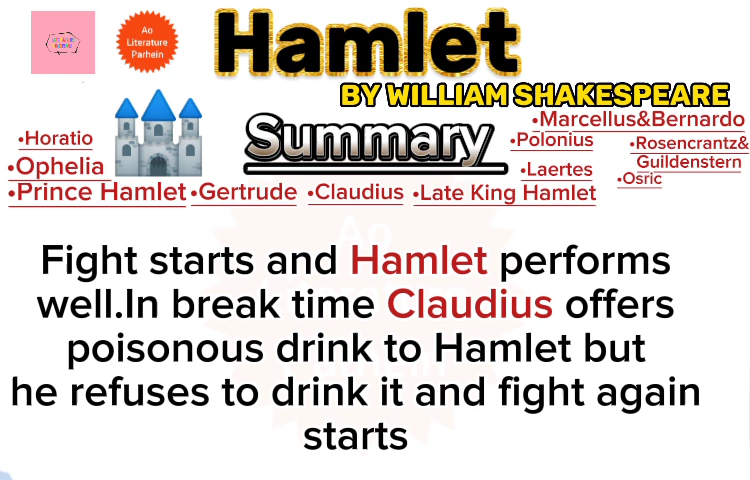 Ao
Literature
Parhein
Hamlet
BY WILLIAM SHAKESPEARE
Summary
•Marcellus&Bernardo
•Horatio
•Polonius
•Rosencrantz&
Guildenstern
•Ophelia
•Laertes
•Osric
•Prince Hamlet •Gertrude •Claudius •Late King Hamlet
Fight starts and Hamlet performs
well.In break time Claudius offers
poisonous drink to Hamlet but
he refuses to drink it and fight again
starts